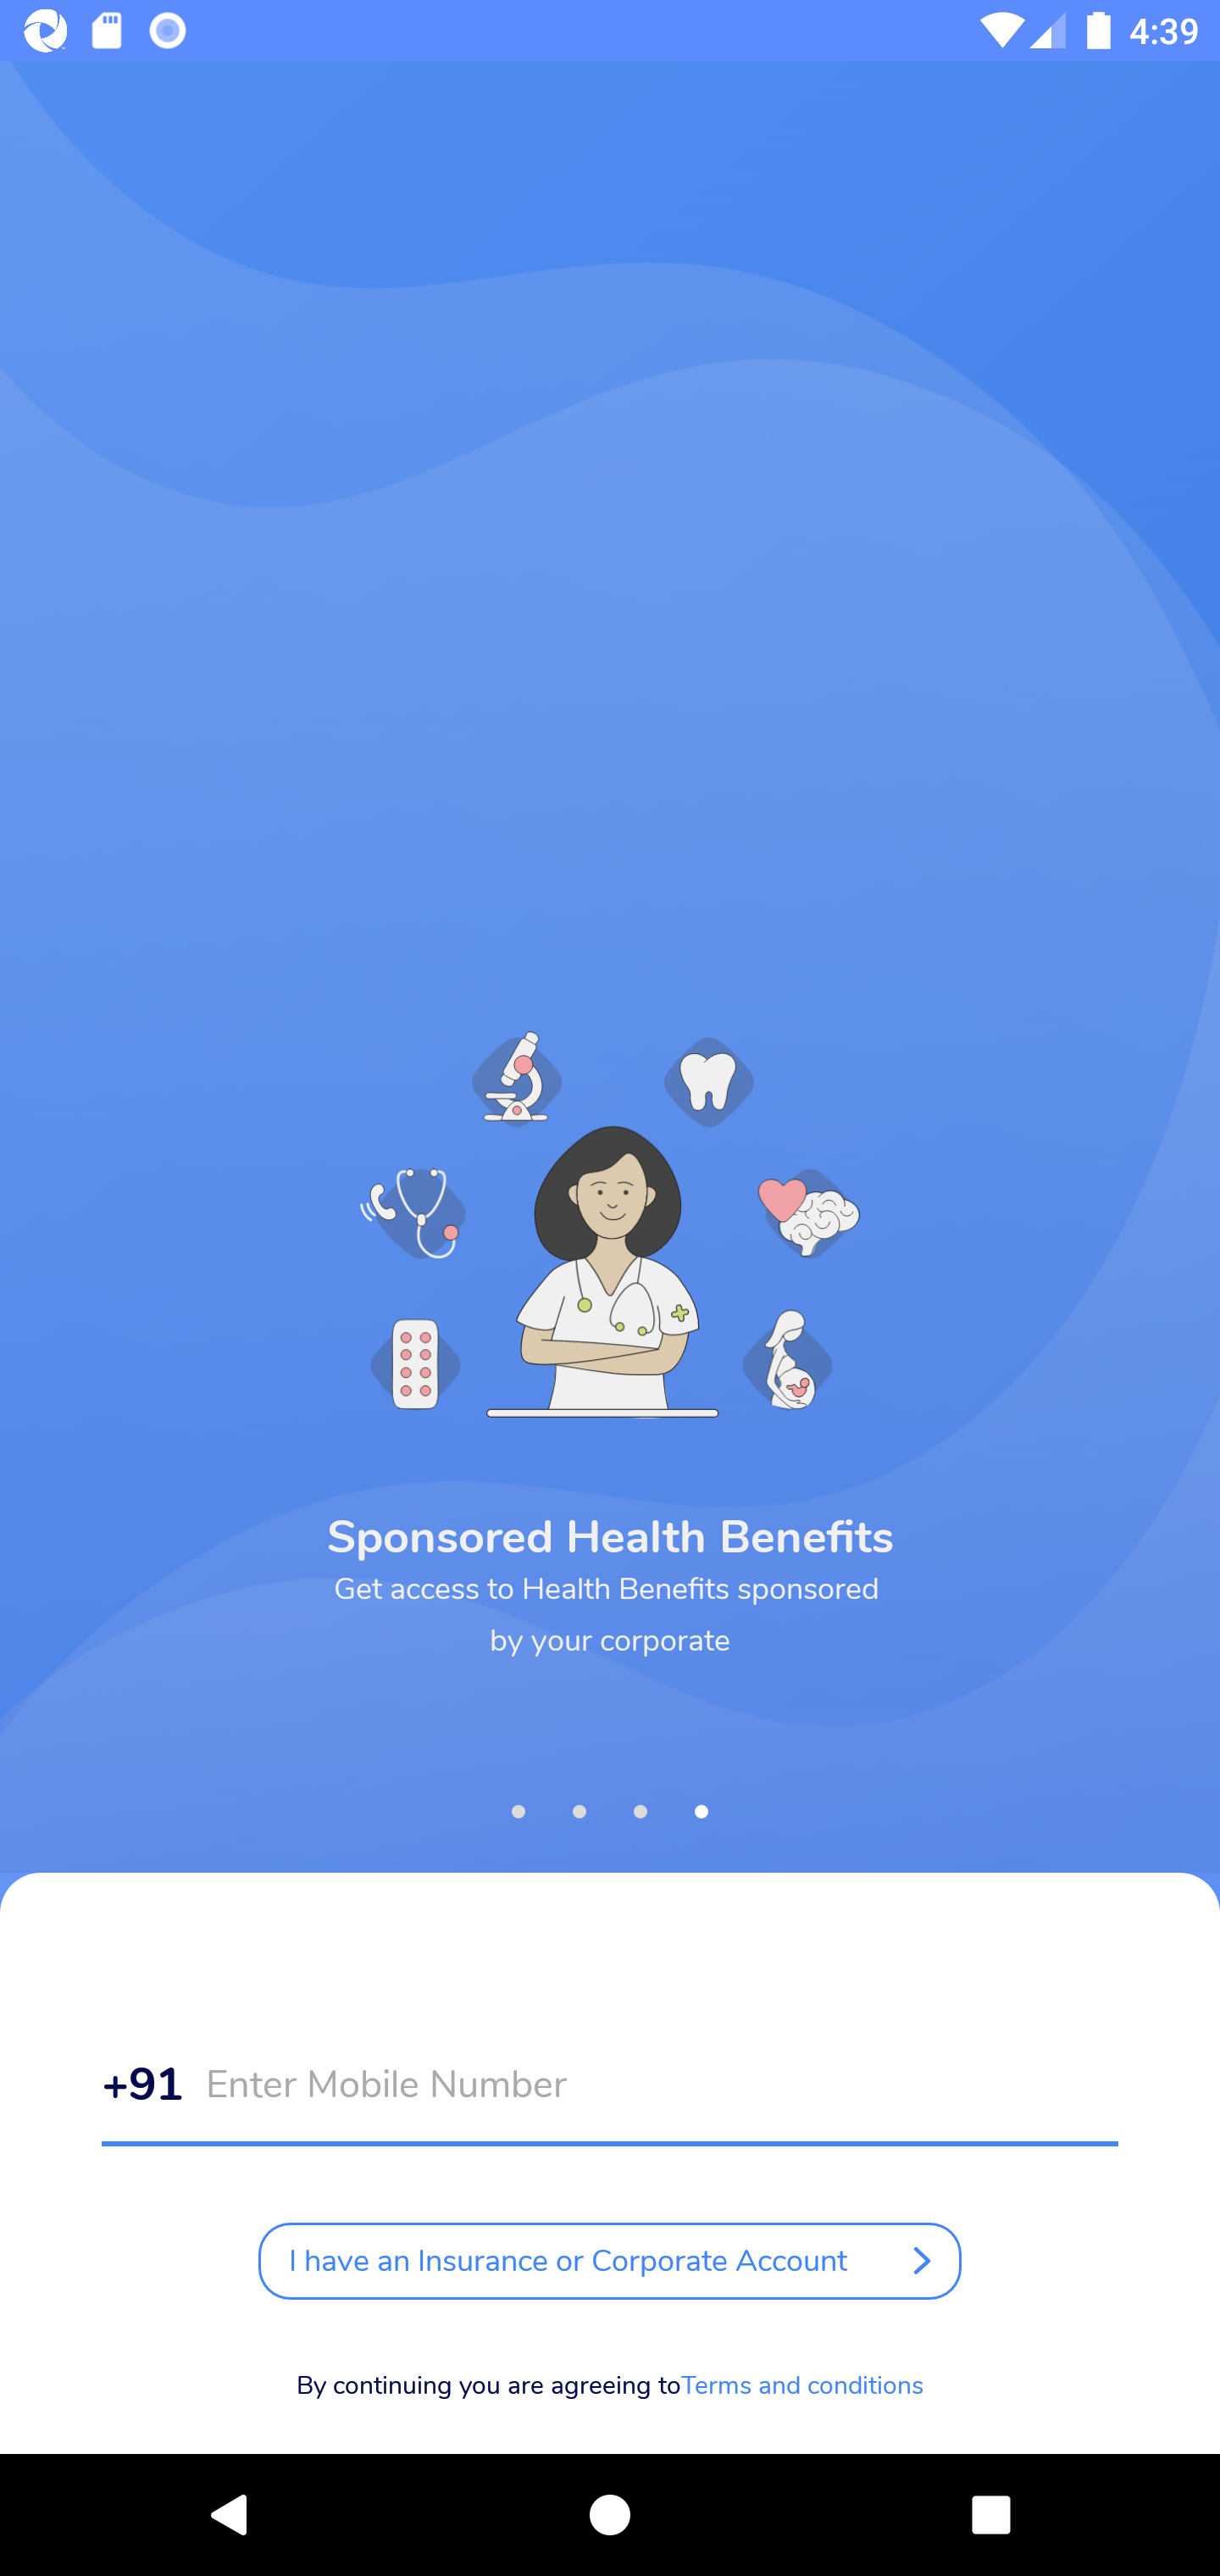 4:39
Sponsored Health Benefits
Get access to Health Benefits sponsored
by your corporate
+91 Enter Mobile Number
I have an Insurance or Corporate Account
By continuing you are agreeing toTerms and conditions